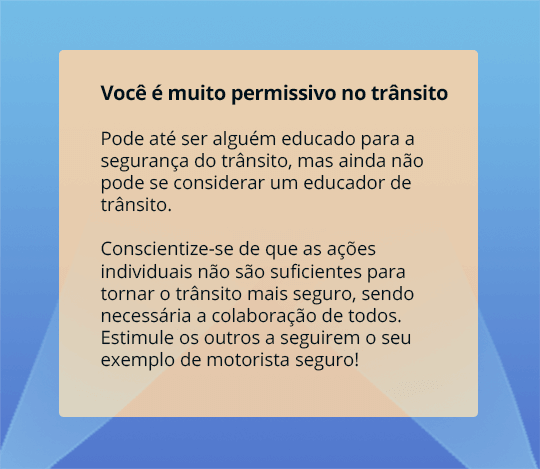 Você é muito permissivo no trânsito
Pode até ser alguém educado para a
segurança do trânsito, mas ainda não
pode se considerar um educador de
trânsito.
Conscientize-se de que as ações
individuais não são suficientes para
tornar o trânsito mais seguro, sendo
necessária a colaboração de todos.
Estimule os outros a seguirem o seu
exemplo de motorista seguro!